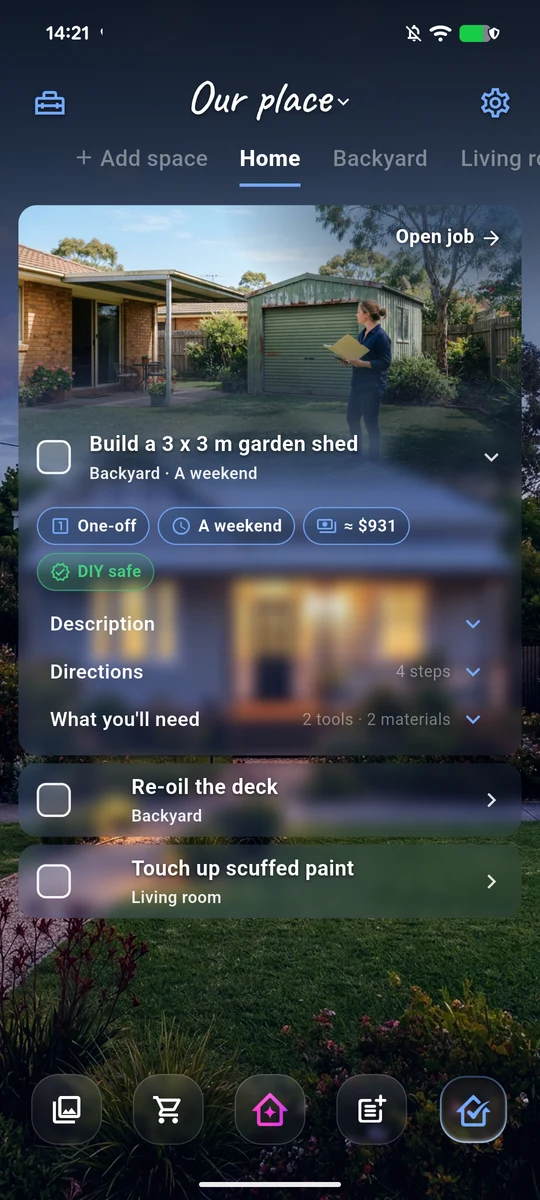 14:21
Our place
+ Add space Home Backyard Living ro
Open job →
Build a 3 x 3 m garden shed
Backyard · A weekend
1 One-off A weekend ≈ $931
DIY safe
Description
Directions 4 steps
What you'll need 2 tools · 2 materials
Re-oil the deck
Backyard
Touch up scuffed paint
Living room